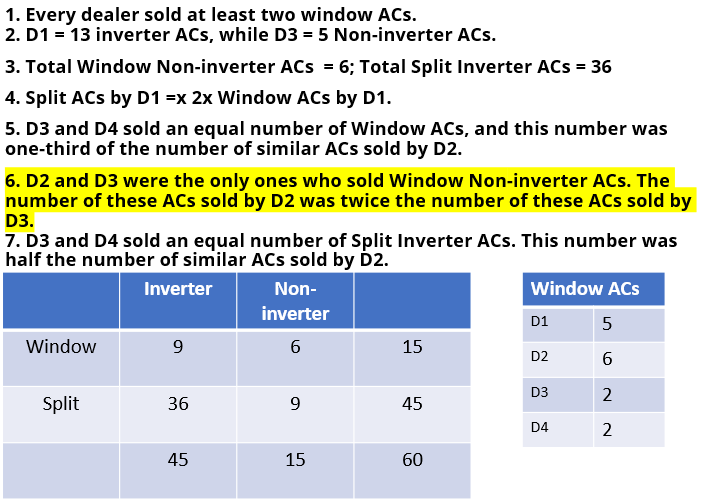 1. Every dealer sold at least two window ACs.
2. D1 = 13 inverter ACs, while D3 = 5 Non-inverter ACs.
3. Total Window Non-inverter ACs = 6; Total Split Inverter ACs = 36
4. Split ACs by D1 =x 2x Window ACs by D1.
5. D3 and D4 sold an equal number of Window ACs, and this number was
one-third of the number of similar ACs sold by D2.
6. D2 and D3 were the only ones who sold Window Non-inverter ACs. The
number of these ACs sold by D2 was twice the number of these ACs sold by
D3.
7. D3 and D4 sold an equal number of Split Inverter ACs. This number was
half the number of similar ACs sold by D2.
Inverter Non-
inverter
Window 9 6 15
Split 36 9 45
45 15 60
Window ACs
D1 5
D2 6
D3 2
D4 2